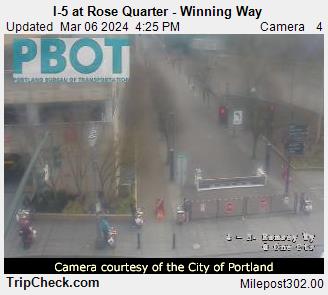 I-5 at Rose Quarter - Winning Way
Updated Mar 06 2024 4:25 PM Camera 4
PBOT
PORTLAND BUREAU OF TRANSPORTATION
Camera courtesy of the City of Portland
TripCheck.com Milepost302.00